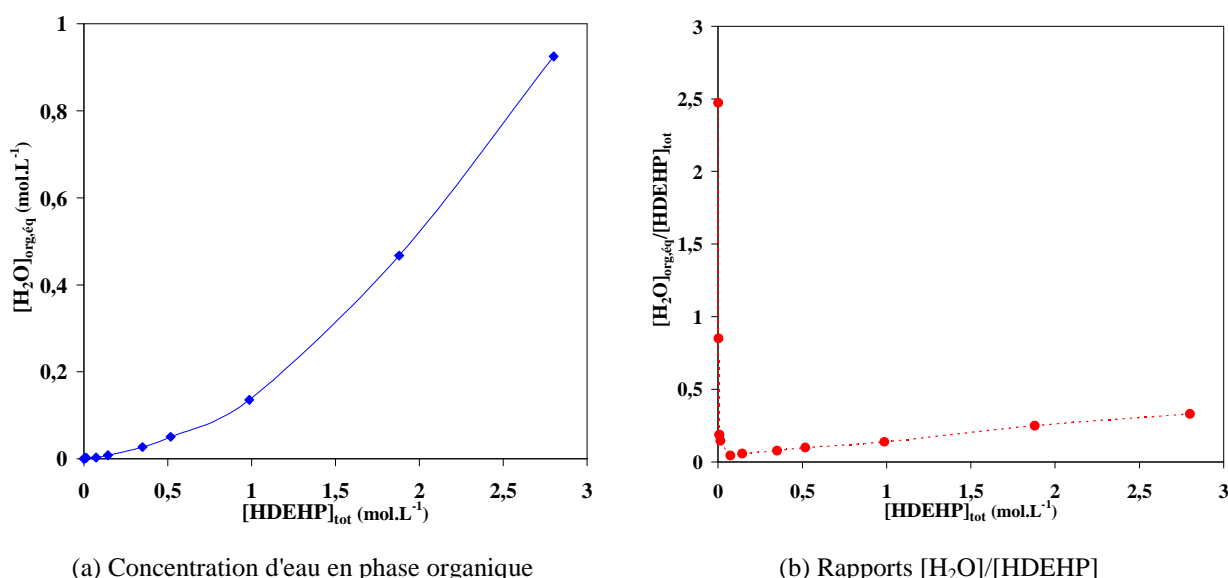 1
0,8
0,6
0,4
0,2
0
[H₂O]org,éq (mol.L⁻¹)
0 0,5 1 1,5 2 2,5 3
[HDEHP]tot (mol.L⁻¹)
(a) Concentration d'eau en phase organique
3
2,5
2
1,5
1
0,5
0
[H₂O]org,éq/[HDEHP]tot
0 0,5 1 1,5 2 2,5 3
[HDEHP]tot (mol.L⁻¹)
(b) Rapports [H₂O]/[HDEHP]